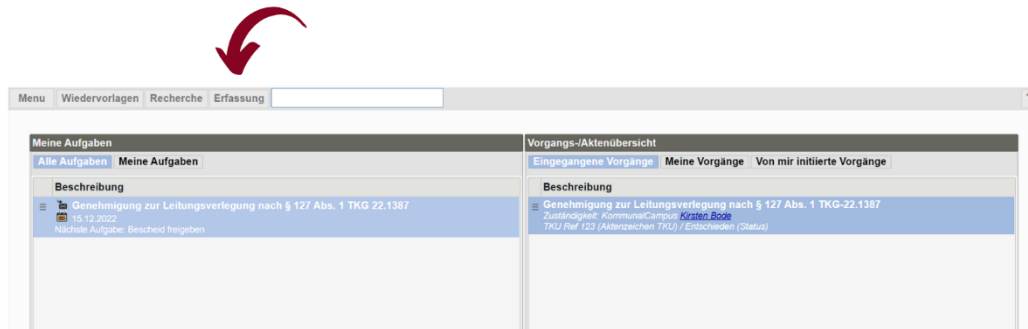 Menu Wiedervorlagen Recherche Erfassung
Meine Aufgaben
Alle Aufgaben Meine Aufgaben
Beschreibung
Genehmigung zur Leitungsverlegung nach § 127 Abs. 1 TKG 22.1387
15.12.2022
Nächste Aufgabe: Bescheid freigeben
Vorgangs-/Aktenübersicht
Eingegangene Vorgänge Meine Vorgänge Von mir initiierte Vorgänge
Beschreibung
Genehmigung zur Leitungsverlegung nach § 127 Abs. 1 TKG-22.1387
Zuständigkeit: KommunalCampus Kirsten Bode
TKU Ref 123 (Aktenzeichen TKU) / Entschieden (Status)